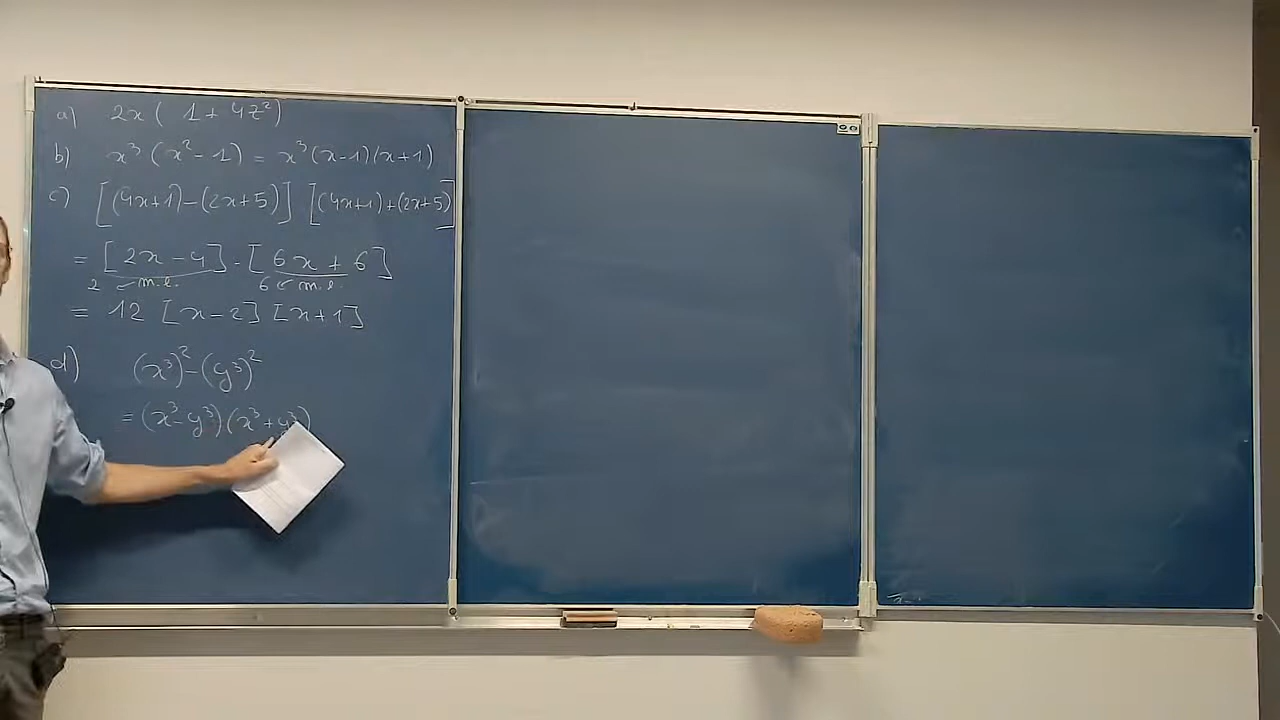 a) 2x ( 1 + 4z²)
b) x³ (x² - 1) = x³ (x-1) (x+1)
c) [(4x+1)-(2x+5)] [(4x+1)+(2x+5)]
= [2x - 4] · [6x + 6]
2 ↙ m.e. 6 ↙ m.e.
= 12 [x-2] [x+1]
d) (x³)² - (y³)²
= (x³ - y³) (x³ + y³)